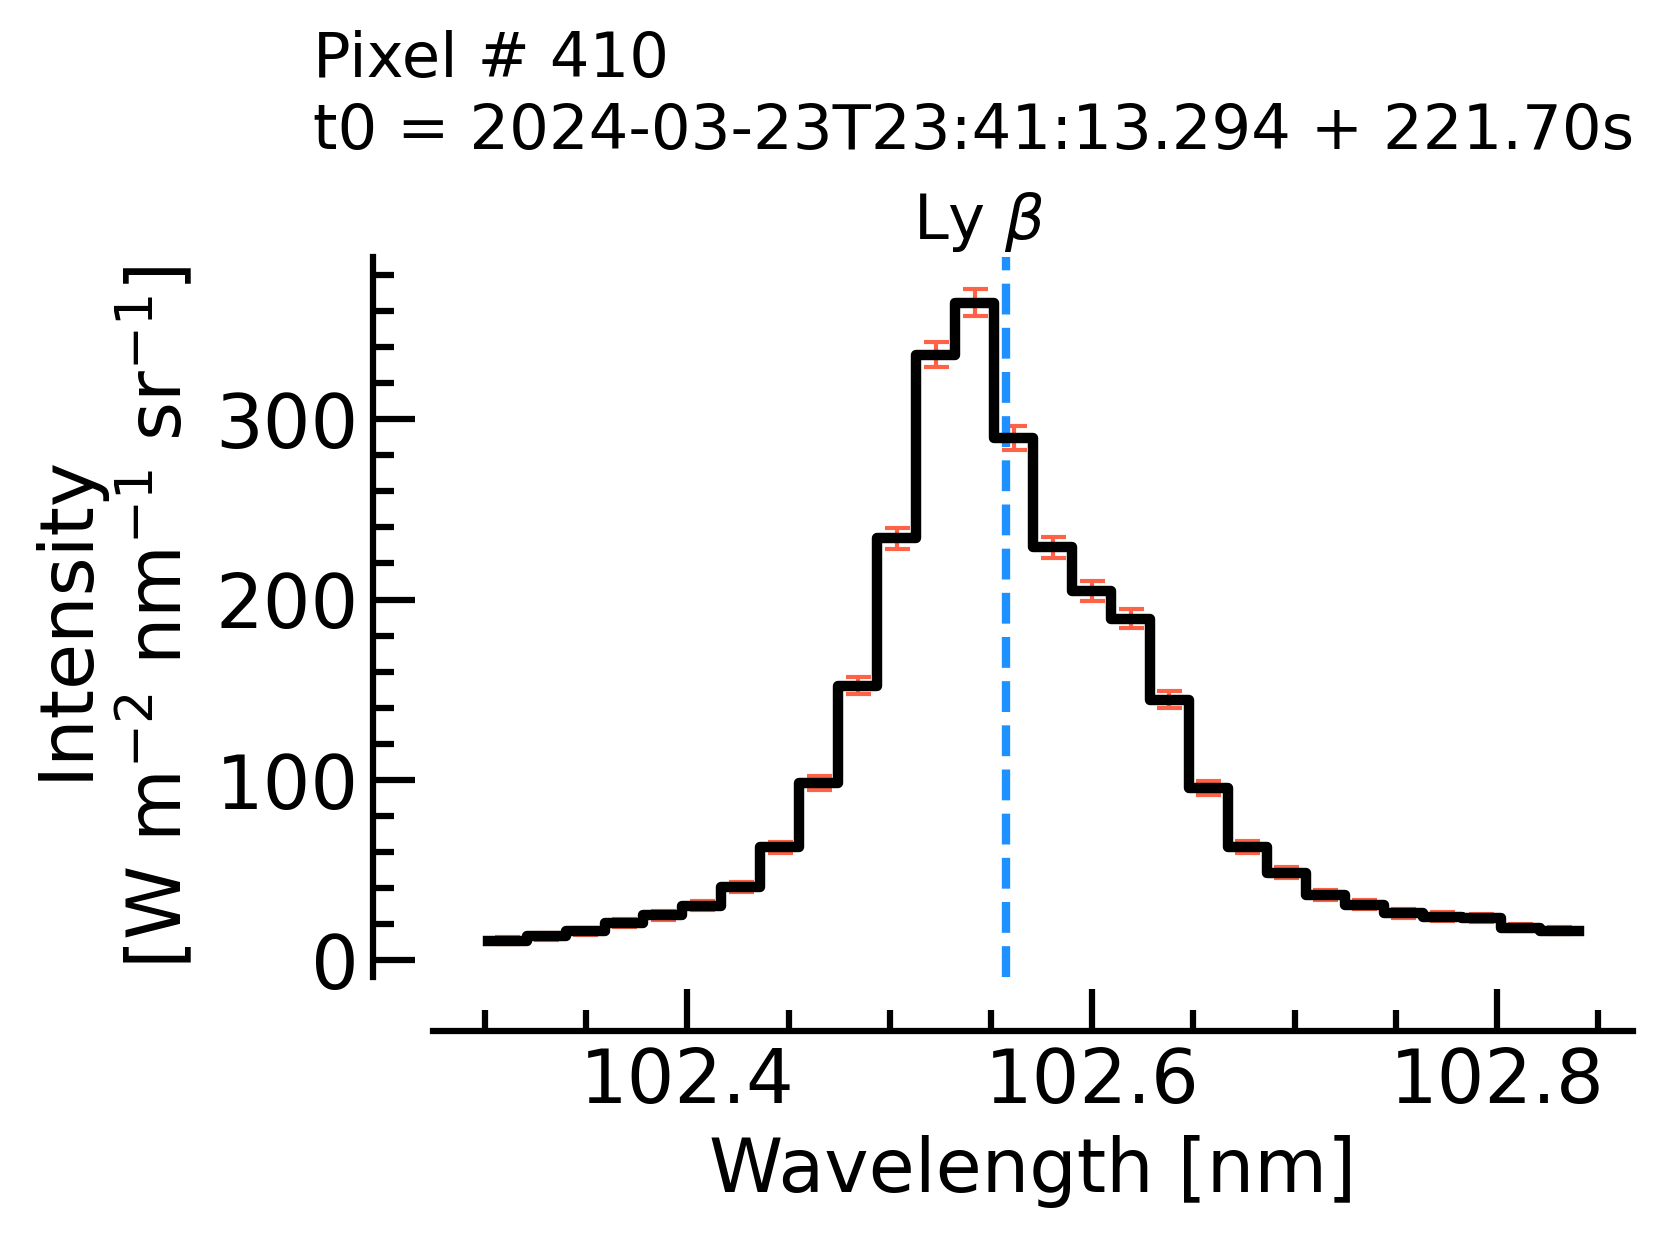 Pixel # 410
t0 = 2024-03-23T23:41:13.294 + 221.70s
Ly β
Intensity
[W m⁻² nm⁻¹ sr⁻¹]
300
200
100
0
102.4 102.6 102.8
Wavelength [nm]